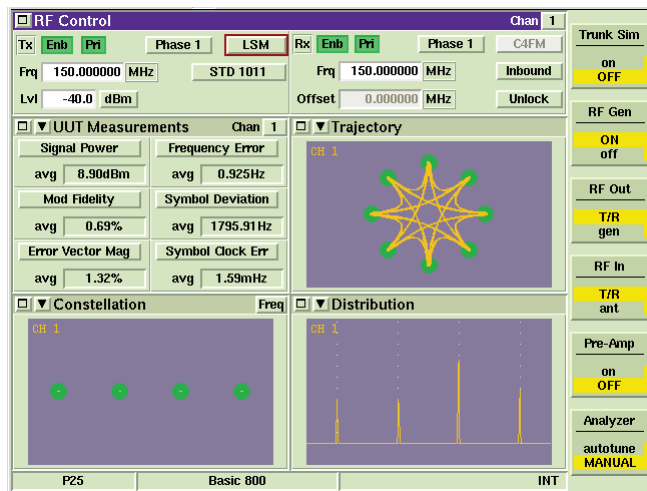 RF Control Chan 1
Tx Enb Pri Phase 1 LSM Rx Enb Pri Phase 1 C4FM
Frq 150.000000 MHz STD 1011 Frq 150.000000 MHz Inbound
Lvl -40.0 dBm Offset 0.000000 MHz Unlock
UUT Measurements Chan 1
Signal Power Frequency Error
avg 8.90dBm avg 0.925Hz
Mod Fidelity Symbol Deviation
avg 0.69% avg 1795.91Hz
Error Vector Mag Symbol Clock Err
avg 1.32% avg 1.59mHz
Trajectory
CH 1
Constellation Freq
CH 1
Distribution
CH 1
Trunk Sim
on
OFF
RF Gen
ON
off
RF Out
T/R
gen
RF In
T/R
ant
Pre-Amp
on
OFF
Analyzer
autotune
MANUAL
P25 Basic 800 INT